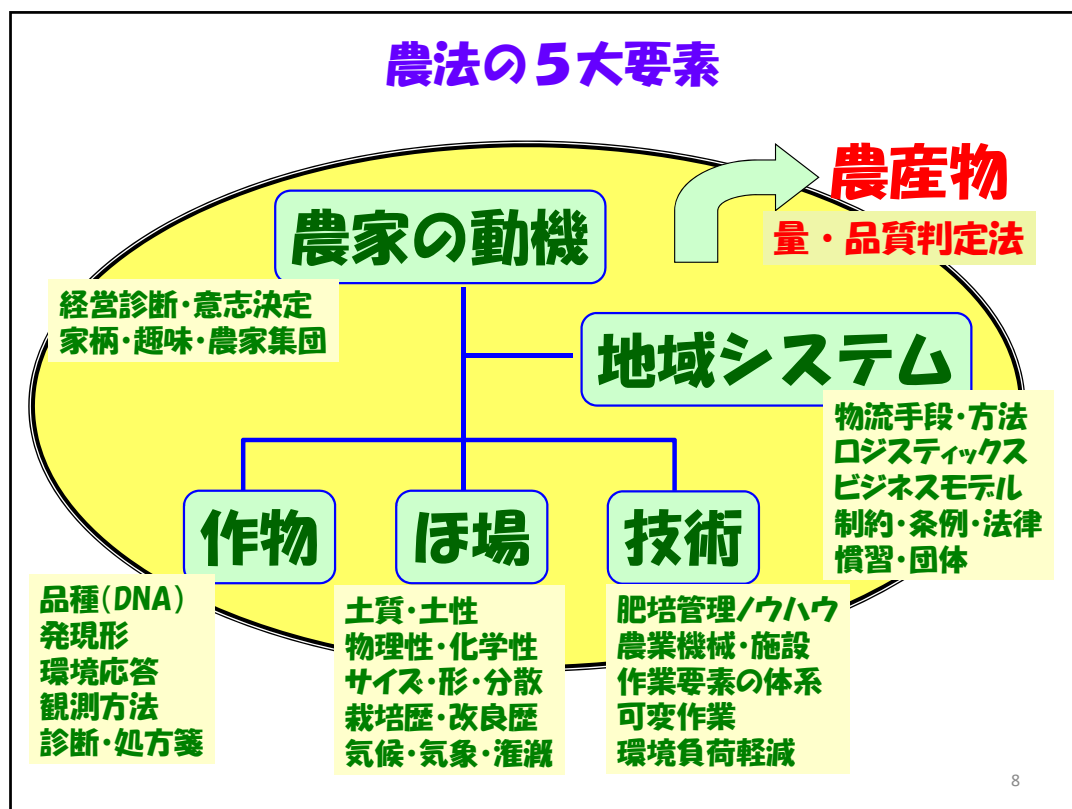 農法の５大要素
農産物
量・品質判定法
農家の動機
経営診断・意志決定
家柄・趣味・農家集団
地域システム
物流手段・方法
ロジスティックス
ビジネスモデル
制約・条例・法律
慣習・団体
作物
品種(DNA)
発現形
環境応答
観測方法
診断・処方箋
ほ場
土質・土性
物理性・化学性
サイズ・形・分散
栽培歴・改良歴
気候・気象・潅漑
技術
肥培管理ノウハウ
農業機械・施設
作業要素の体系
可変作業
環境負荷軽減
8